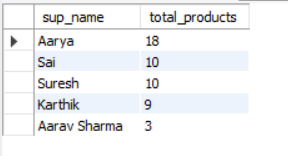 sup_name total_products
Aarya 18
Sai 10
Suresh 10
Karthik 9
Aarav Sharma 3